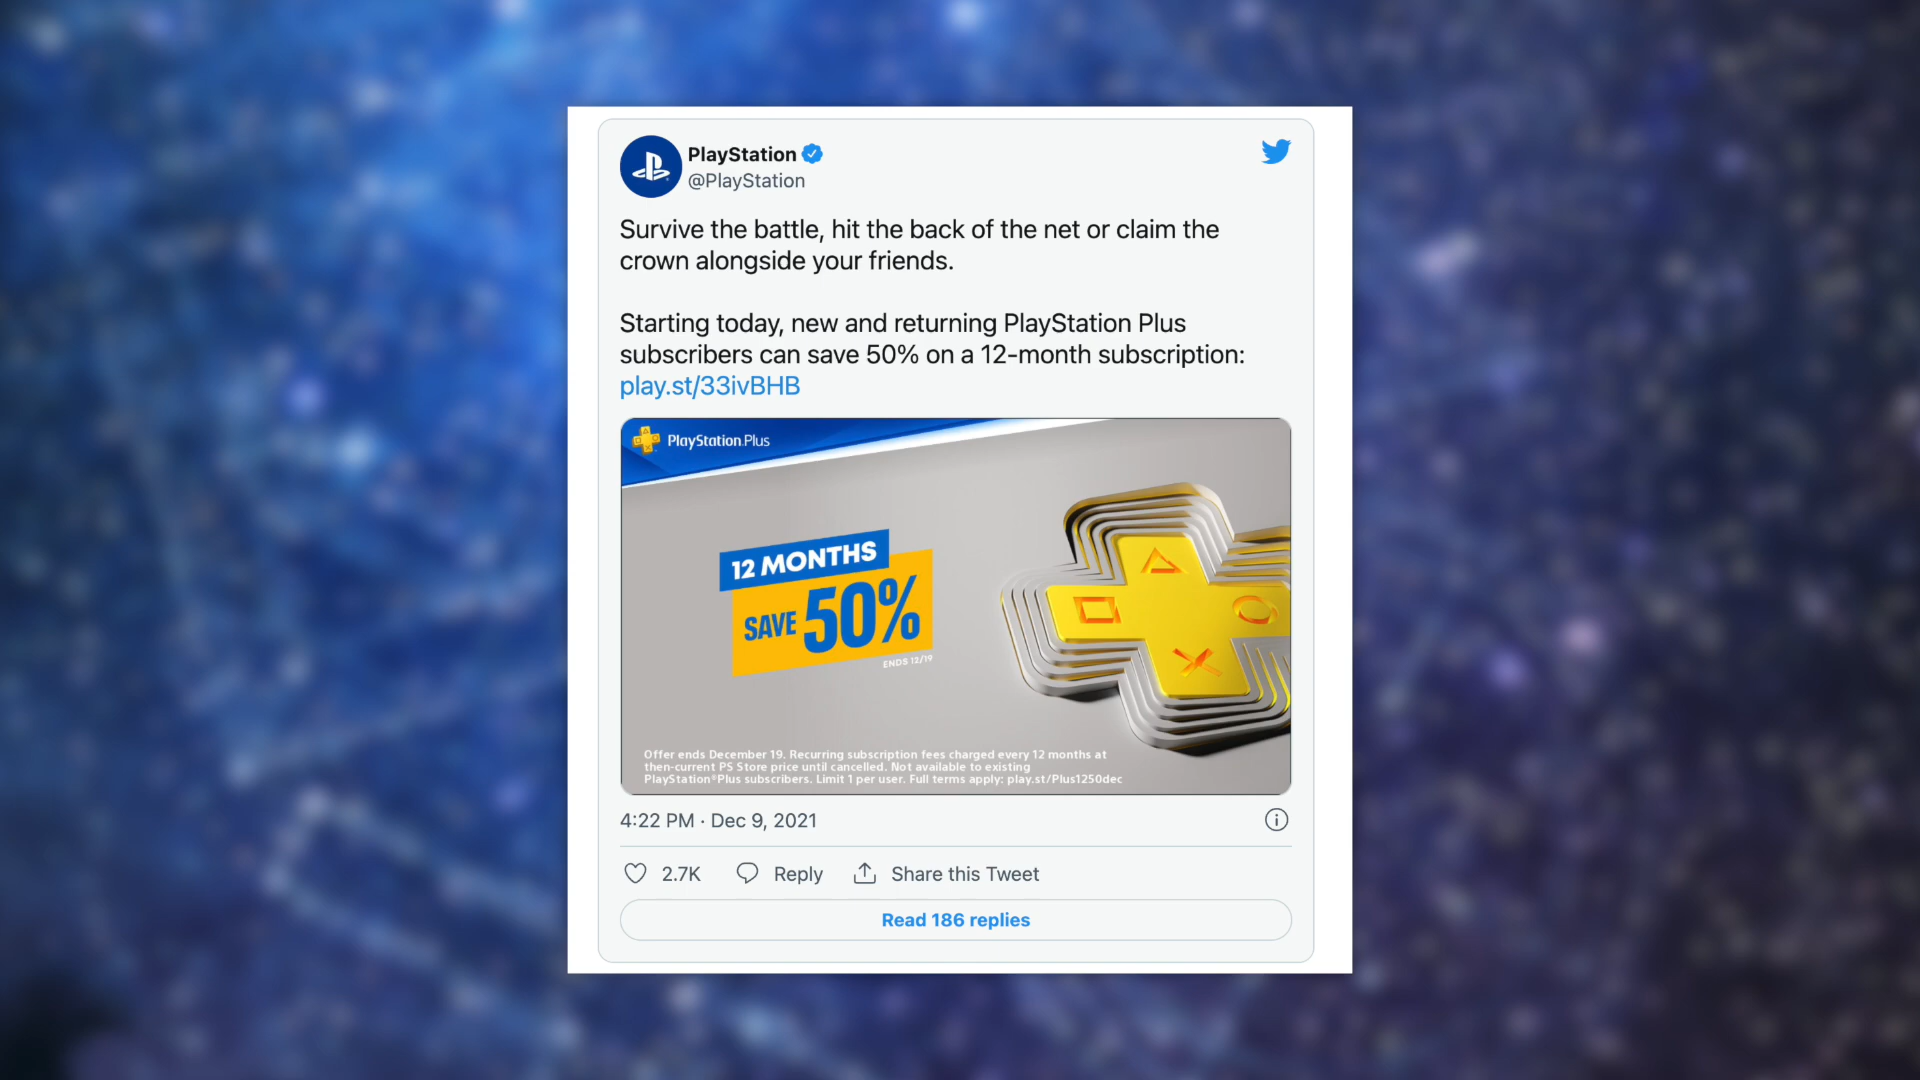 PlayStation
@PlayStation
Survive the battle, hit the back of the net or claim the
crown alongside your friends.
Starting today, new and returning PlayStation Plus
subscribers can save 50% on a 12-month subscription:
play.st/33ivBHB
PlayStation Plus
12 MONTHS
SAVE 50%
ENDS 12/19
Offer ends December 19. Recurring subscription fees charged every 12 months at
then-current PS Store price until cancelled. Not available to existing
PlayStation®Plus subscribers. Limit 1 per user. Full terms apply: play.st/Plus1250dec
4:22 PM · Dec 9, 2021
2.7K Reply Share this Tweet
Read 186 replies